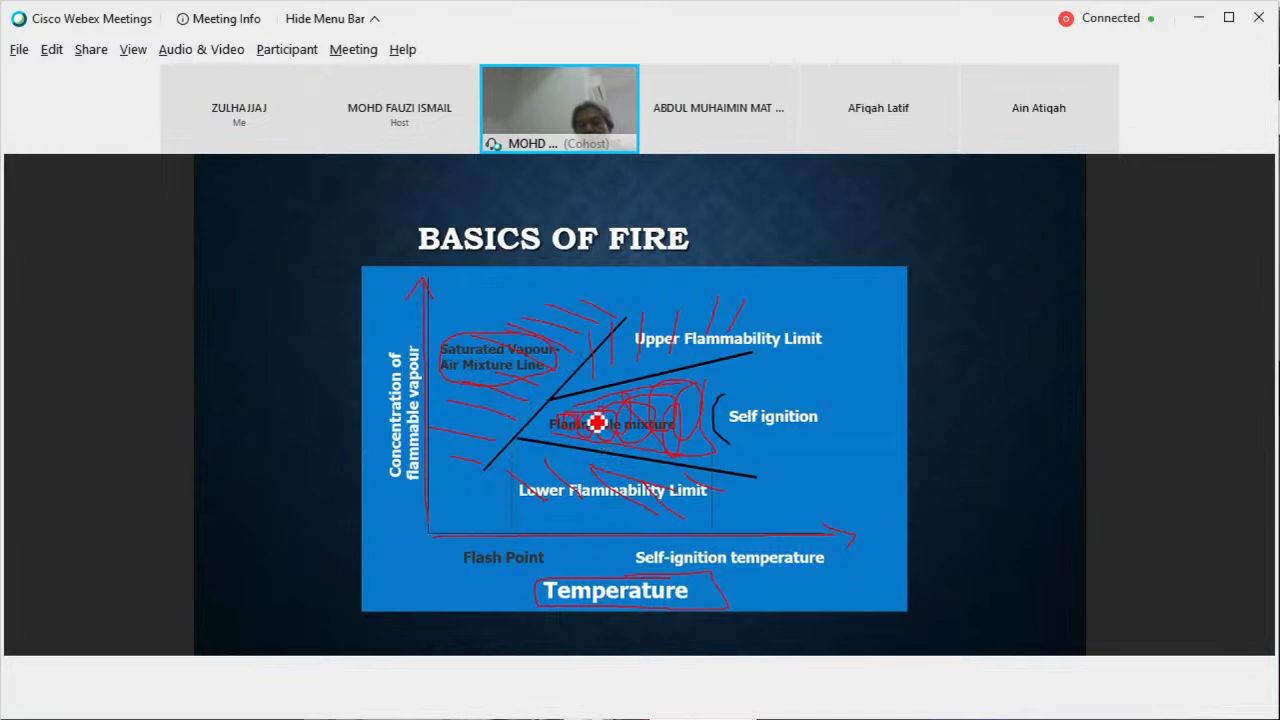 Cisco Webex Meetings
Meeting Info
Hide Menu Bar
Connected
File Edit Share View Audio & Video Participant Meeting Help
ZULHAJJAJ
Me
MOHD FAUZI ISMAIL
Host
MOHD ... (Cohost)
ABDUL MUHAIMIN MAT ...
AFiqah Latif
Ain Atiqah
BASICS OF FIRE
Concentration of
flammable vapour
Saturated Vapour-
Air Mixture Line
Upper Flammability Limit
Flammable mixture
Self ignition
Lower Flammability Limit
Flash Point
Self-ignition temperature
Temperature